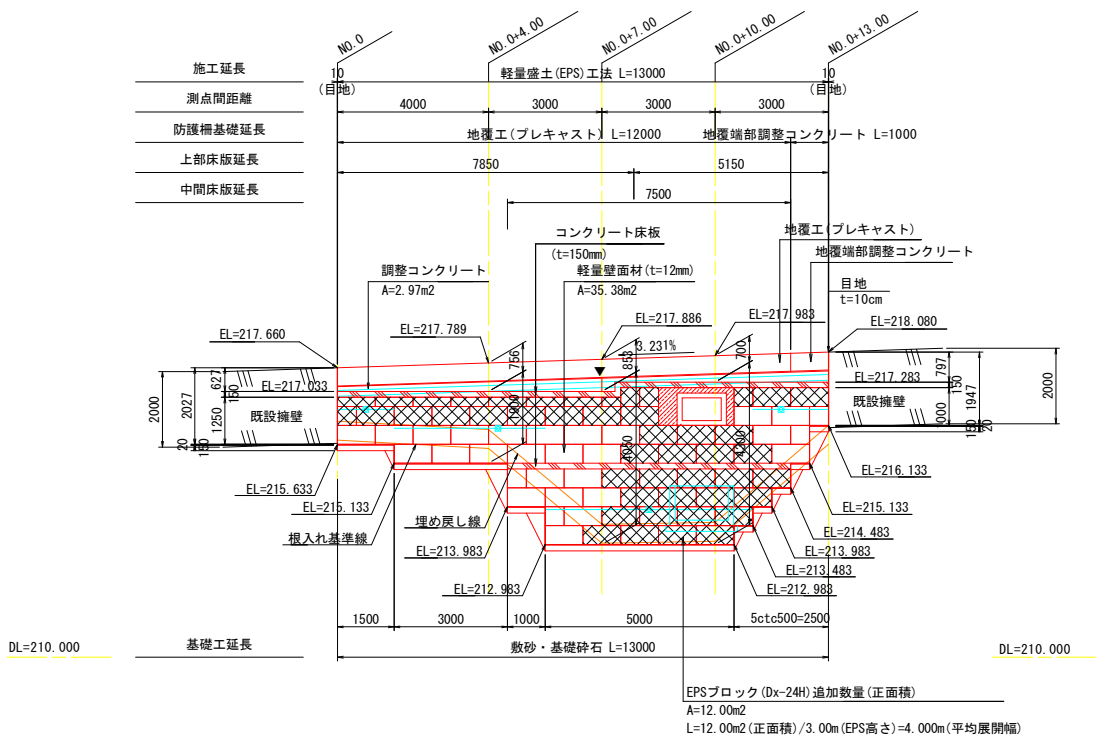 NO.0
NO.0+4.00
NO.0+7.00
NO.0+10.00
NO.0+13.00
施工延長
10
(目地)
軽量盛土(EPS)工法 L=13000
10
(目地)
測点間距離
4000
3000
3000
3000
防護柵基礎延長
地覆工(プレキャスト) L=12000
地覆端部調整コンクリート L=1000
上部床版延長
7850
5150
中間床版延長
7500
コンクリート床板
(t=150mm)
地覆工(プレキャスト)
地覆端部調整コンクリート
調整コンクリート
A=2.97m2
軽量壁面材(t=12mm)
A=35.38m2
目地
t=10cm
EL=217.660
EL=217.789
EL=217.886
EL=217.983
EL=218.080
3.231%
756
853
700
797
627
150
1250
2027
2000
20
150
EL=217.033
既設擁壁
1900
4050
4200
EL=217.283
既設擁壁
150
1947
2000
150
20
EL=215.633
EL=215.133
根入れ基準線
埋め戻し線
EL=213.983
EL=212.983
EL=216.133
EL=215.133
EL=214.483
EL=213.983
EL=213.483
EL=212.983
1500
3000
1000
5000
5ctc500=2500
DL=210.000
基礎工延長
敷砂・基礎砕石 L=13000
DL=210.000
EPSブロック(Dx-24H)追加数量(正面積)
A=12.00m2
L=12.00m2(正面積)/3.00m(EPS高さ)=4.000m(平均展開幅)